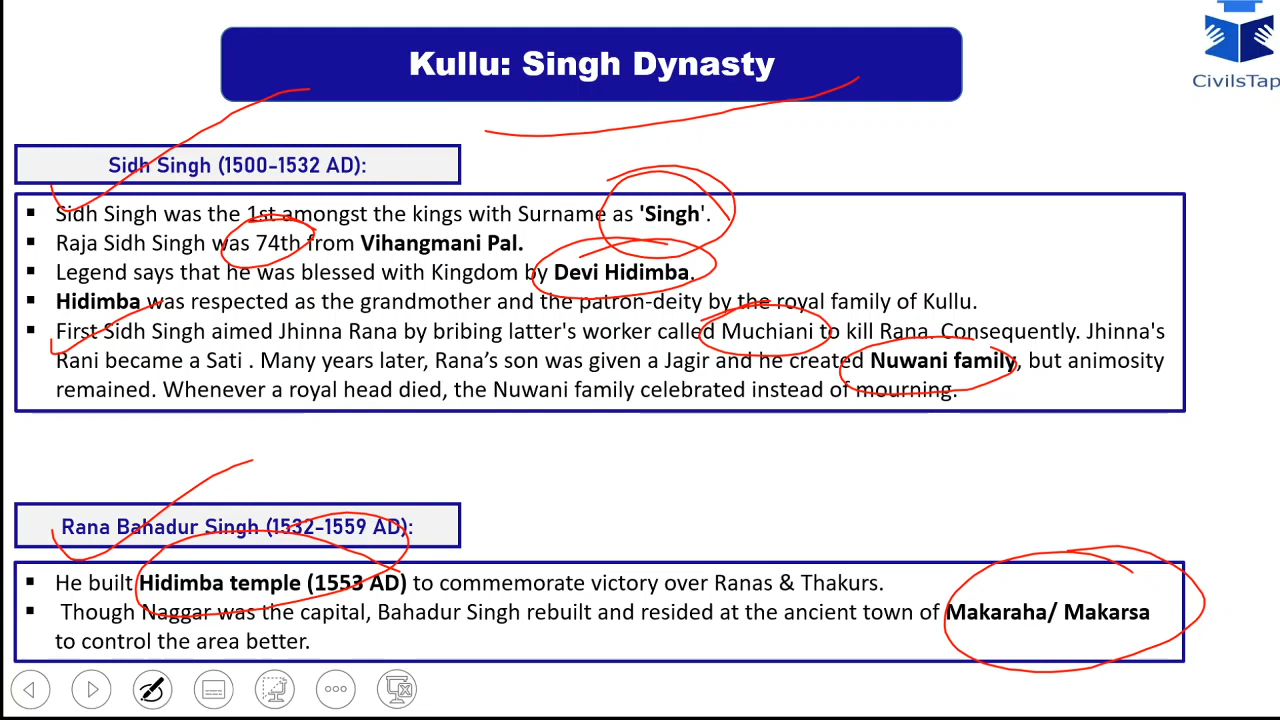 Kullu: Singh Dynasty
CivilsTap
Sidh Singh (1500-1532 AD):
▪ Sidh Singh was the 1st amongst the kings with Surname as 'Singh'.
▪ Raja Sidh Singh was 74th from Vihangmani Pal.
▪ Legend says that he was blessed with Kingdom by Devi Hidimba.
▪ Hidimba was respected as the grandmother and the patron-deity by the royal family of Kullu.
▪ First Sidh Singh aimed Jhinna Rana by bribing latter's worker called Muchiani to kill Rana. Consequently. Jhinna's
Rani became a Sati . Many years later, Rana’s son was given a Jagir and he created Nuwani family, but animosity
remained. Whenever a royal head died, the Nuwani family celebrated instead of mourning.
Rana Bahadur Singh (1532-1559 AD):
▪ He built Hidimba temple (1553 AD) to commemorate victory over Ranas & Thakurs.
▪ Though Naggar was the capital, Bahadur Singh rebuilt and resided at the ancient town of Makaraha/ Makarsa
to control the area better.